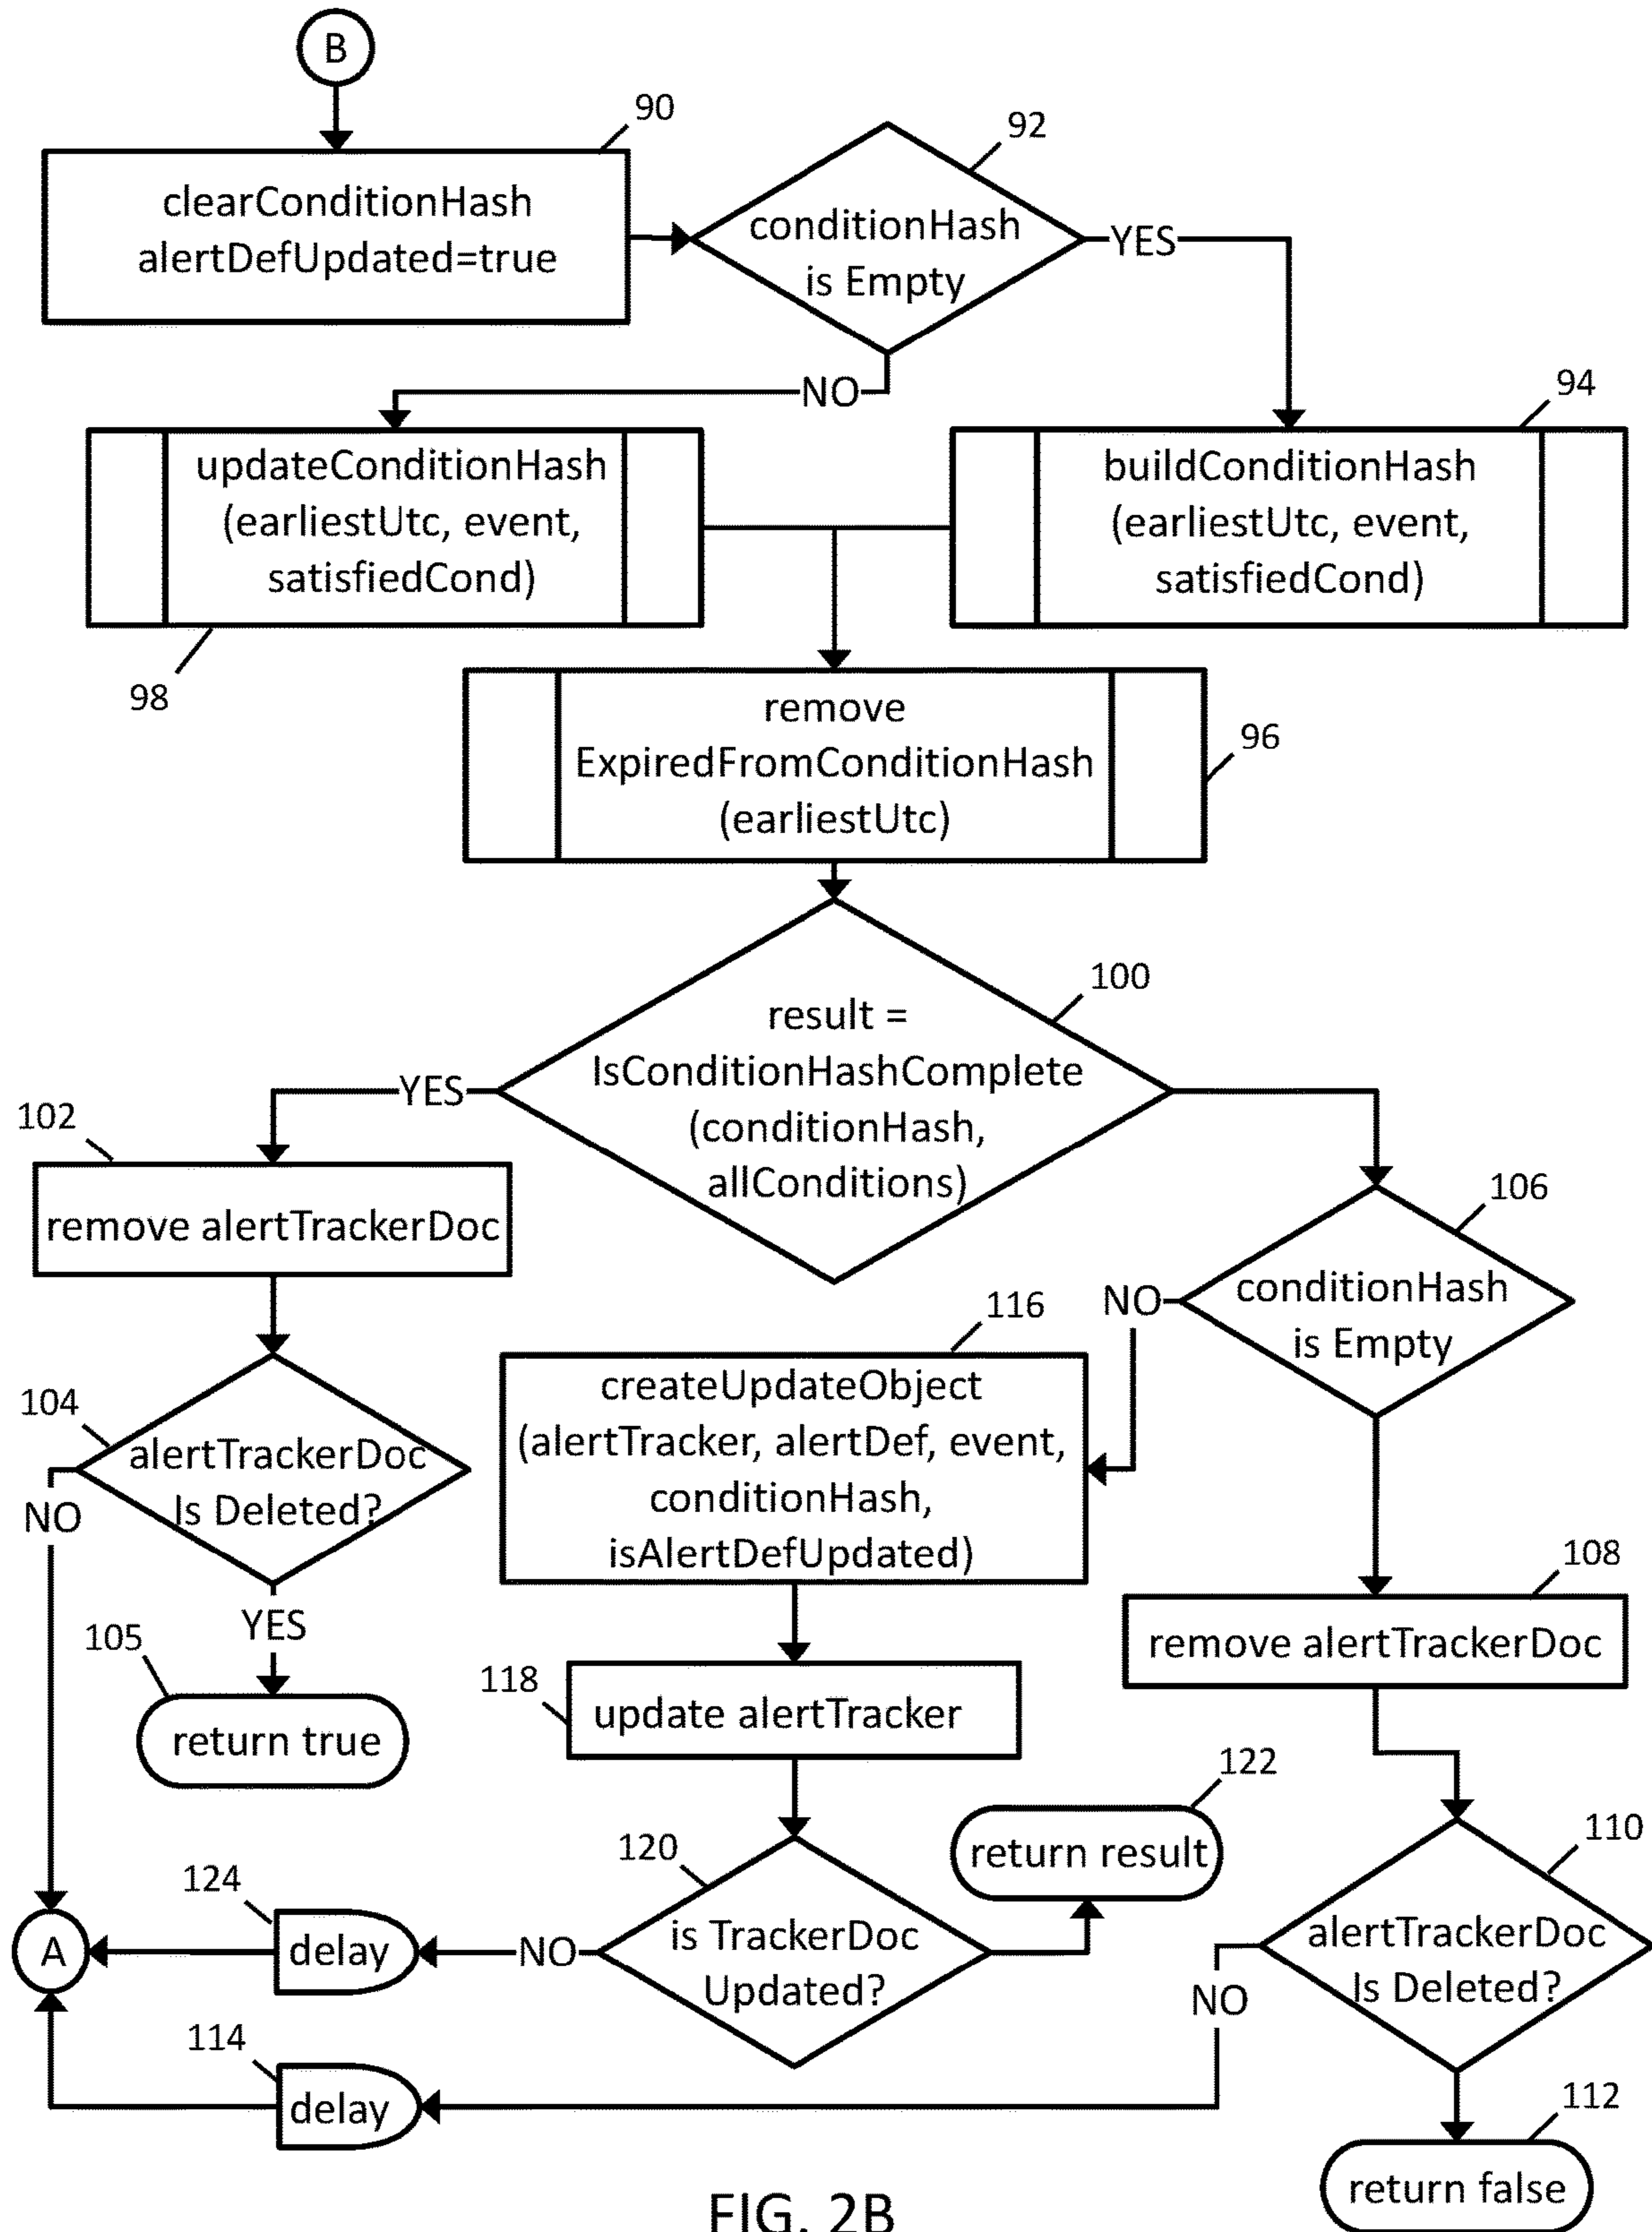 B
90
clearConditionHash
alertDefUpdated=true
92
conditionHash
is Empty
YES
NO
94
updateConditionHash
(earliestUtc, event,
satisfiedCond)
98
buildConditionHash
(earliestUtc, event,
satisfiedCond)
remove
ExpiredFromConditionHash
(earliestUtc)
96
100
result =
IsConditionHashComplete
(conditionHash,
allConditions)
YES
102
remove alertTrackerDoc
106
conditionHash
is Empty
NO
116
createUpdateObject
(alertTracker, alertDef, event,
conditionHash,
isAlertDefUpdated)
104
alertTrackerDoc
Is Deleted?
NO
YES
105
return true
108
remove alertTrackerDoc
118
update alertTracker
122
return result
120
is TrackerDoc
Updated?
NO
124
delay
A
110
alertTrackerDoc
Is Deleted?
NO
114
delay
112
return false
FIG. 2B